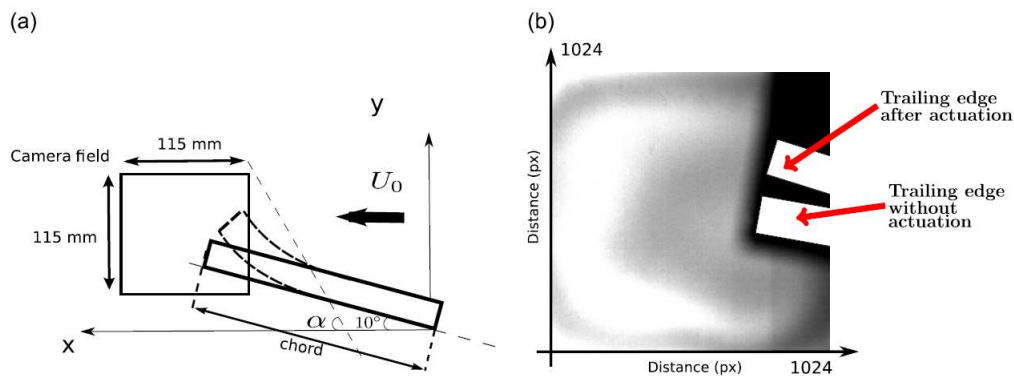 (a)
115 mm
Camera field
115 mm
y
U0
α
10°
chord
x
(b)
1024
Distance (px)
Trailing edge
after actuation
Trailing edge
without
actuation
Distance (px)
1024